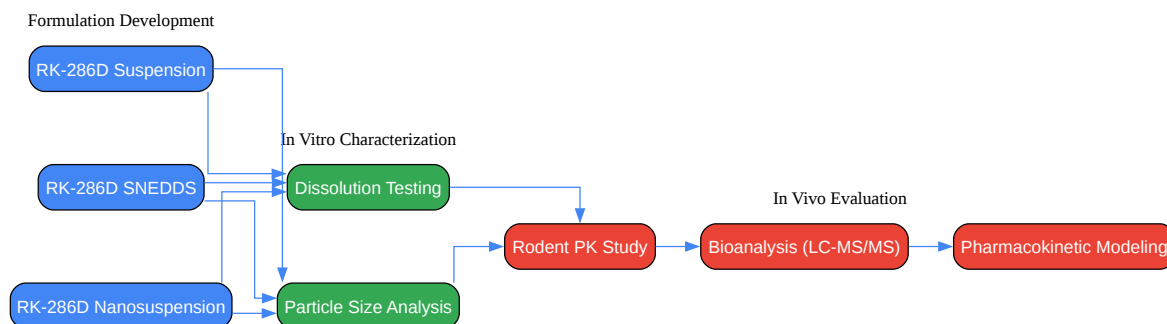 Formulation Development
RK-286D Suspension
In Vitro Characterization
RK-286D SNEDDS
Dissolution Testing
In Vivo Evaluation
Rodent PK Study
Bioanalysis (LC-MS/MS)
Pharmacokinetic Modeling
RK-286D Nanosuspension
Particle Size Analysis